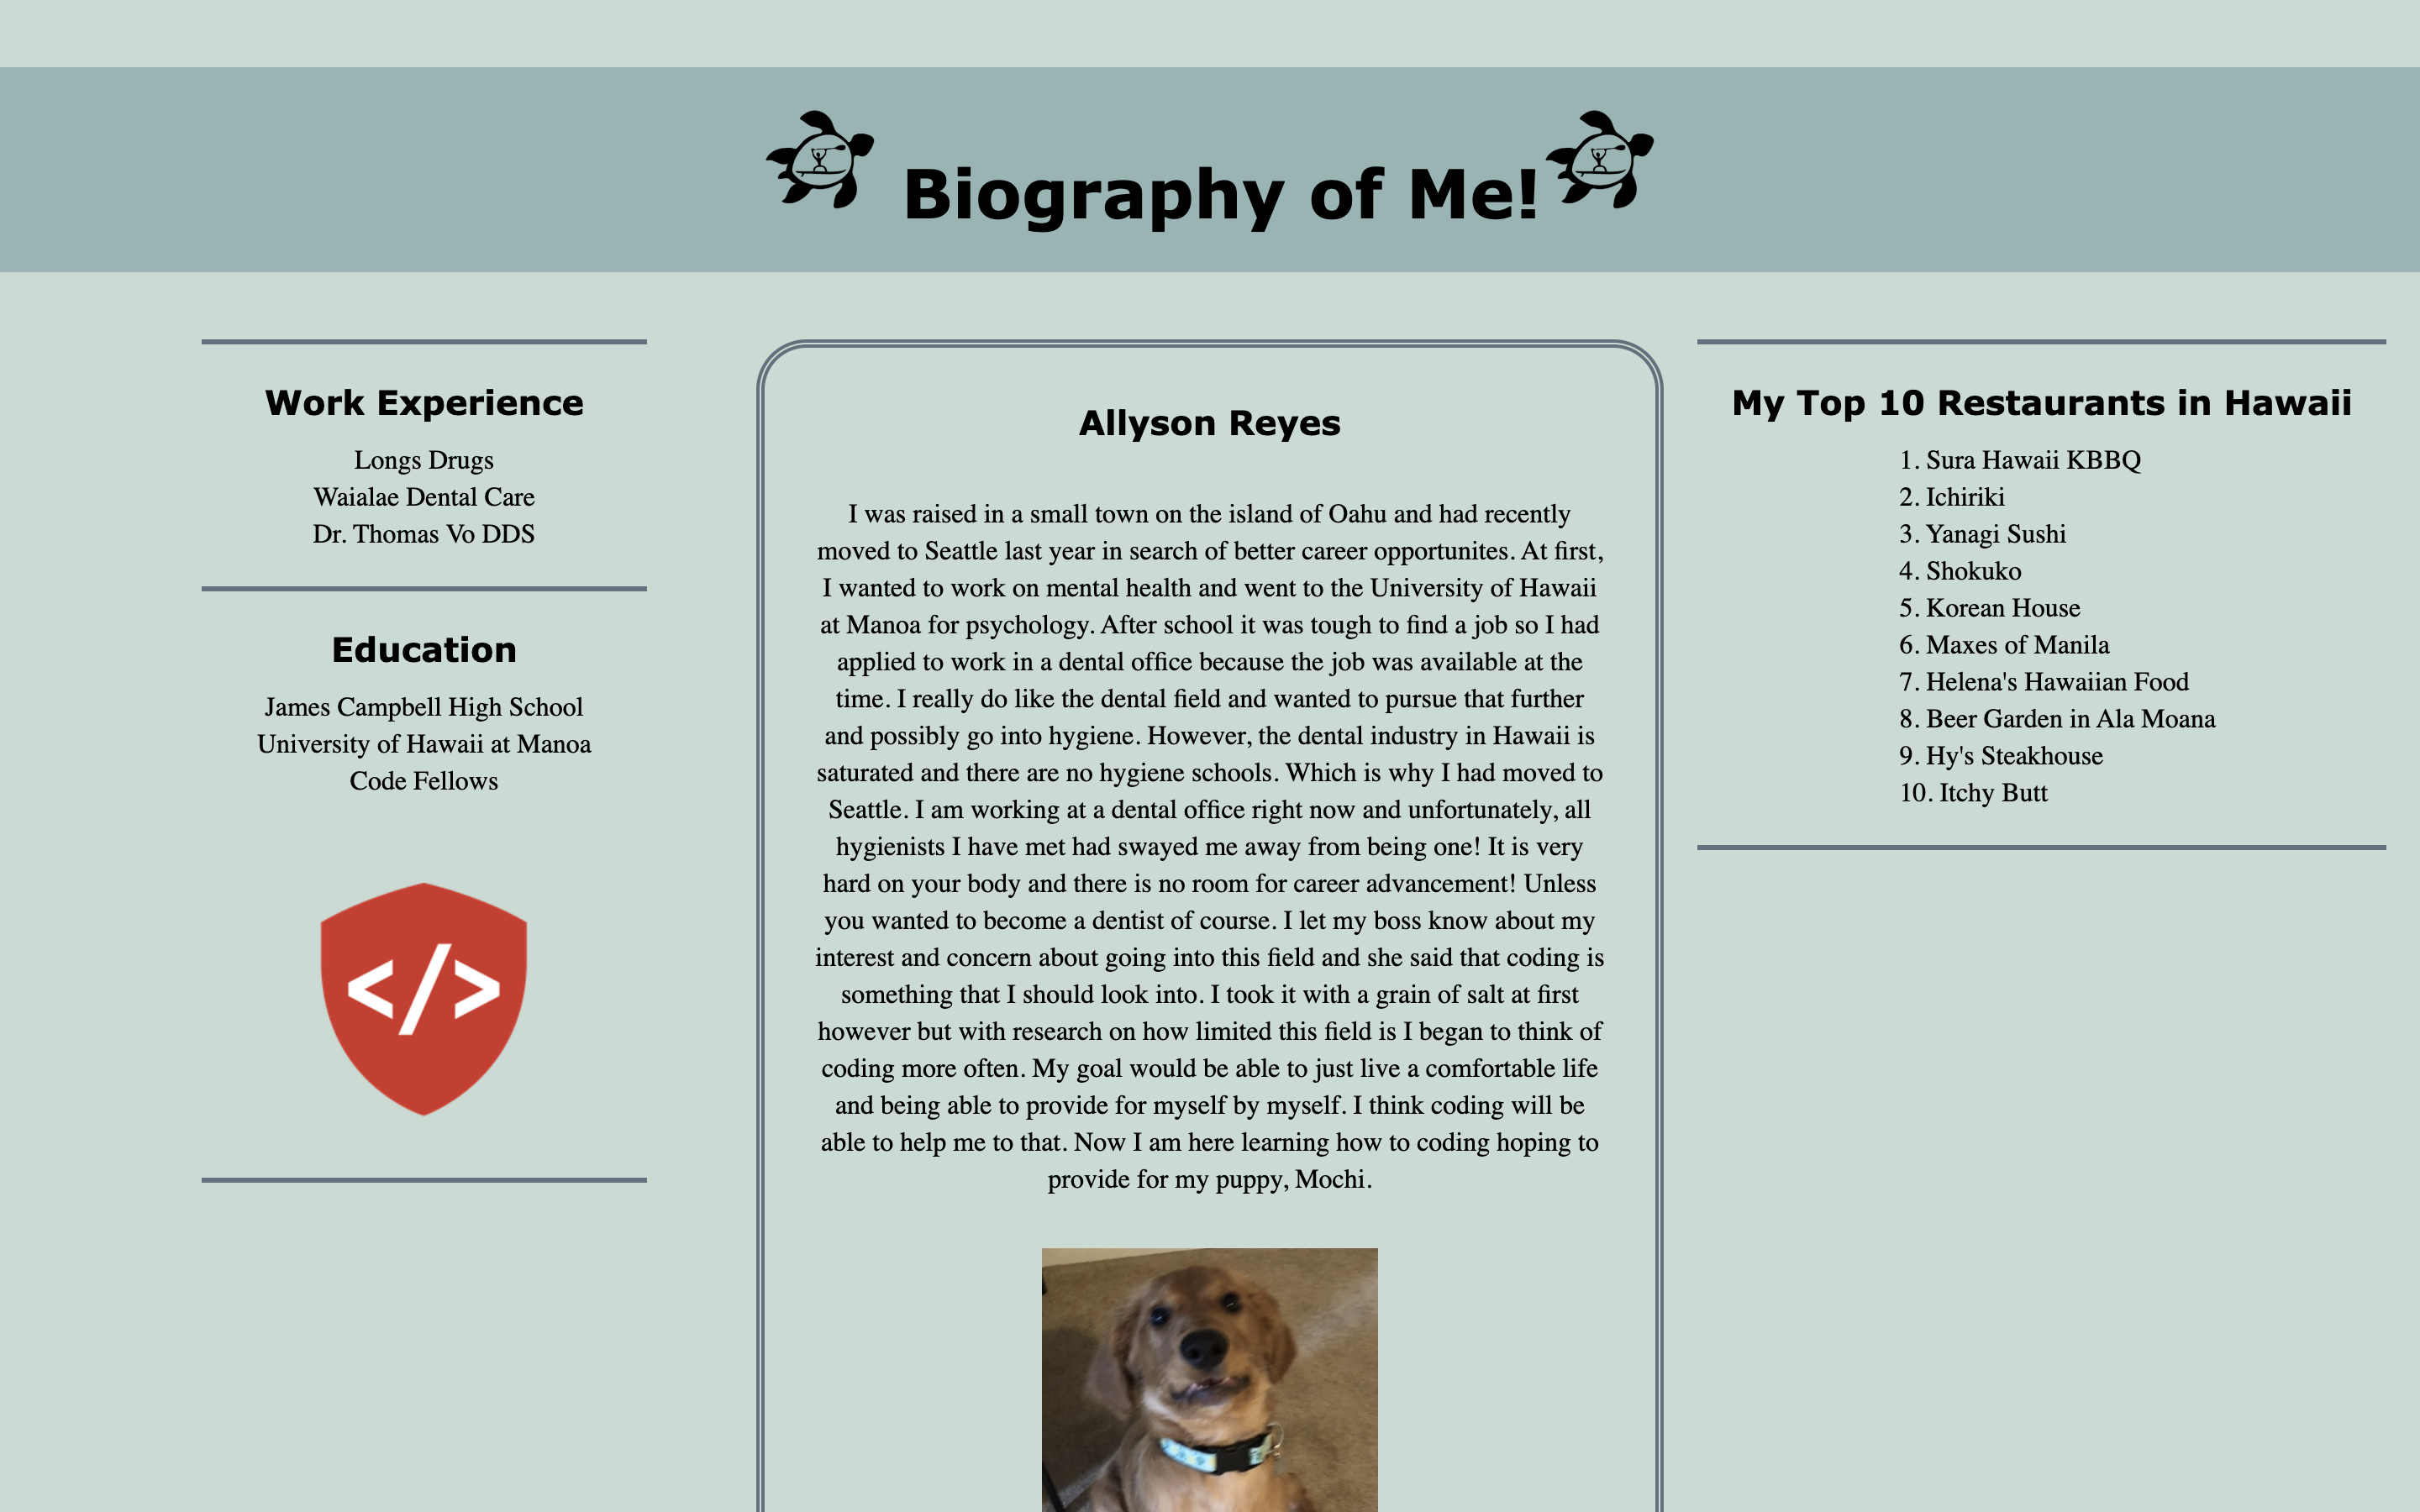 Biography of Me!
Work Experience
Longs Drugs
Waialae Dental Care
Dr. Thomas Vo DDS
Education
James Campbell High School
University of Hawaii at Manoa
Code Fellows
</>
Allyson Reyes
I was raised in a small town on the island of Oahu and had recently
moved to Seattle last year in search of better career opportunites. At first,
I wanted to work on mental health and went to the University of Hawaii
at Manoa for psychology. After school it was tough to find a job so I had
applied to work in a dental office because the job was available at the
time. I really do like the dental field and wanted to pursue that further
and possibly go into hygiene. However, the dental industry in Hawaii is
saturated and there are no hygiene schools. Which is why I had moved to
Seattle. I am working at a dental office right now and unfortunately, all
hygienists I have met had swayed me away from being one! It is very
hard on your body and there is no room for career advancement! Unless
you wanted to become a dentist of course. I let my boss know about my
interest and concern about going into this field and she said that coding is
something that I should look into. I took it with a grain of salt at first
however but with research on how limited this field is I began to think of
coding more often. My goal would be able to just live a comfortable life
and being able to provide for myself by myself. I think coding will be
able to help me to that. Now I am here learning how to coding hoping to
provide for my puppy, Mochi.
My Top 10 Restaurants in Hawaii
1. Sura Hawaii KBBQ
2. Ichiriki
3. Yanagi Sushi
4. Shokuko
5. Korean House
6. Maxes of Manila
7. Helena's Hawaiian Food
8. Beer Garden in Ala Moana
9. Hy's Steakhouse
10. Itchy Butt